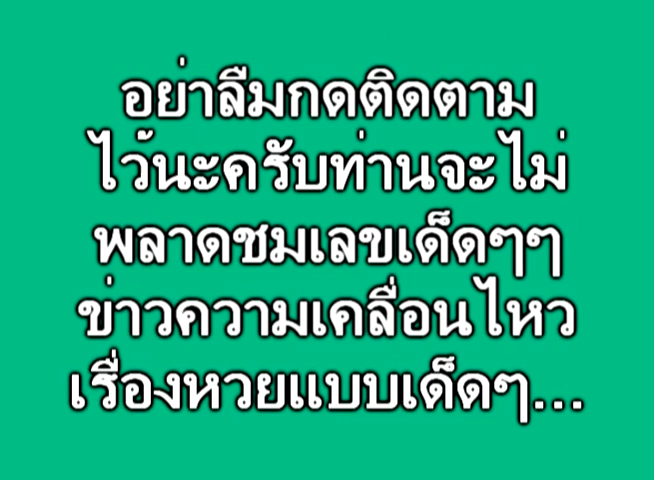 อย่าลืมกดติดตาม
ไว้นะครับท่านจะไม่
พลาดชมเลขเด็ดๆๆ
ข่าวความเคลื่อนไหว
เรื่องหวยแบบเด็ดๆ...